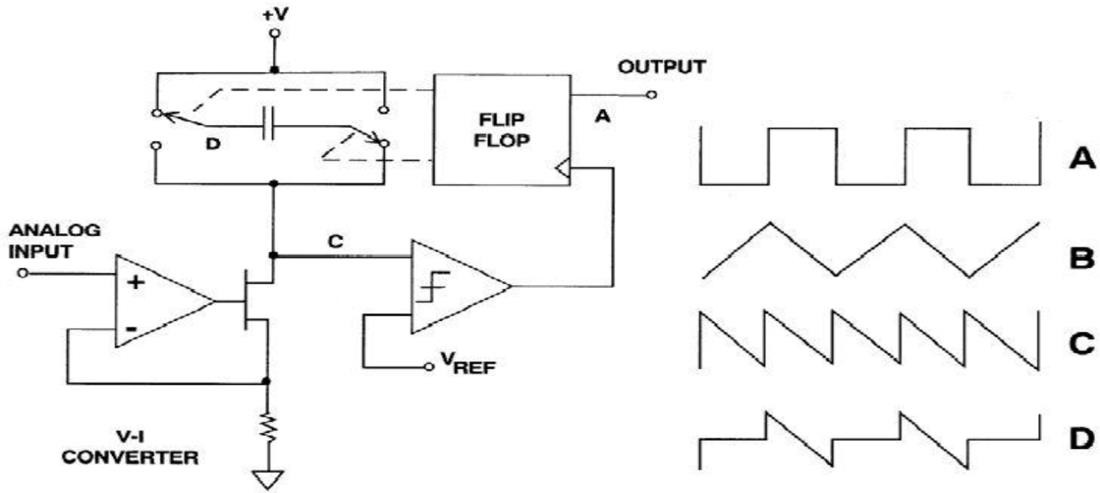 +V
OUTPUT
A
FLIP
FLOP
D
ANALOG
INPUT
C
+
-
VREF
V-I
CONVERTER
A
B
C
D